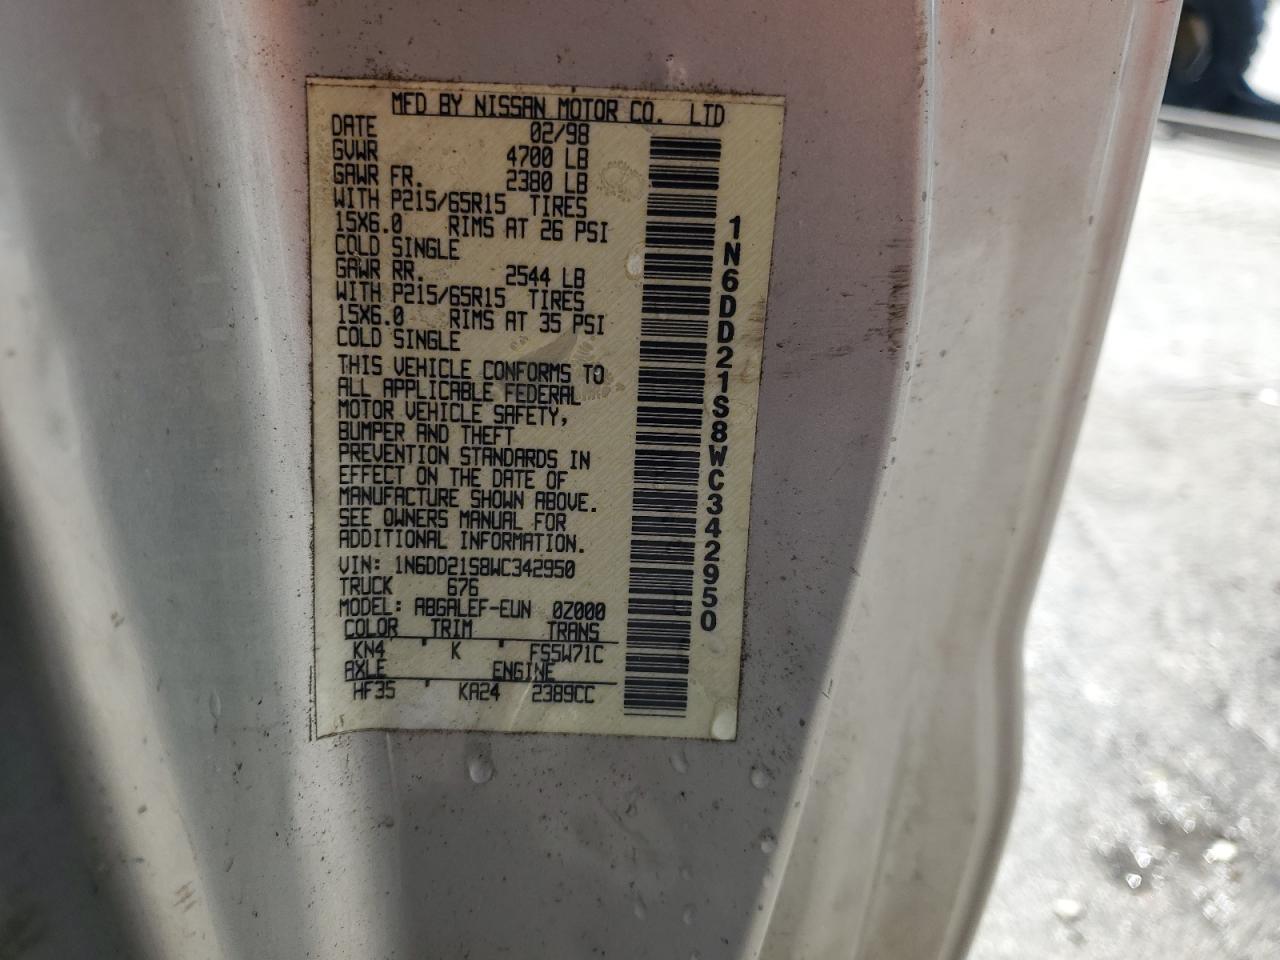 MFD BY NISSAN MOTOR CO. LTD
DATE 02/98
GVWR 4700 LB
GAWR FR. 2380 LB
WITH P215/65R15 TIRES
15X6.0 RIMS AT 26 PSI
COLD SINGLE
GAWR RR. 2544 LB
WITH P215/65R15 TIRES
15X6.0 RIMS AT 35 PSI
COLD SINGLE
THIS VEHICLE CONFORMS TO
ALL APPLICABLE FEDERAL
MOTOR VEHICLE SAFETY,
BUMPER AND THEFT
PREVENTION STANDARDS IN
EFFECT ON THE DATE OF
MANUFACTURE SHOWN ABOVE.
SEE OWNERS MANUAL FOR
ADDITIONAL INFORMATION.
VIN: 1N6DD21S8WC342950
TRUCK 676
MODEL: ABGALEF-EUN 0Z000
COLOR TRIM TRANS
KN4 ' K ' FS5W71C
AXLE ENGINE
HF35 ' KA24 2389CC
1N6DD21S8WC342950